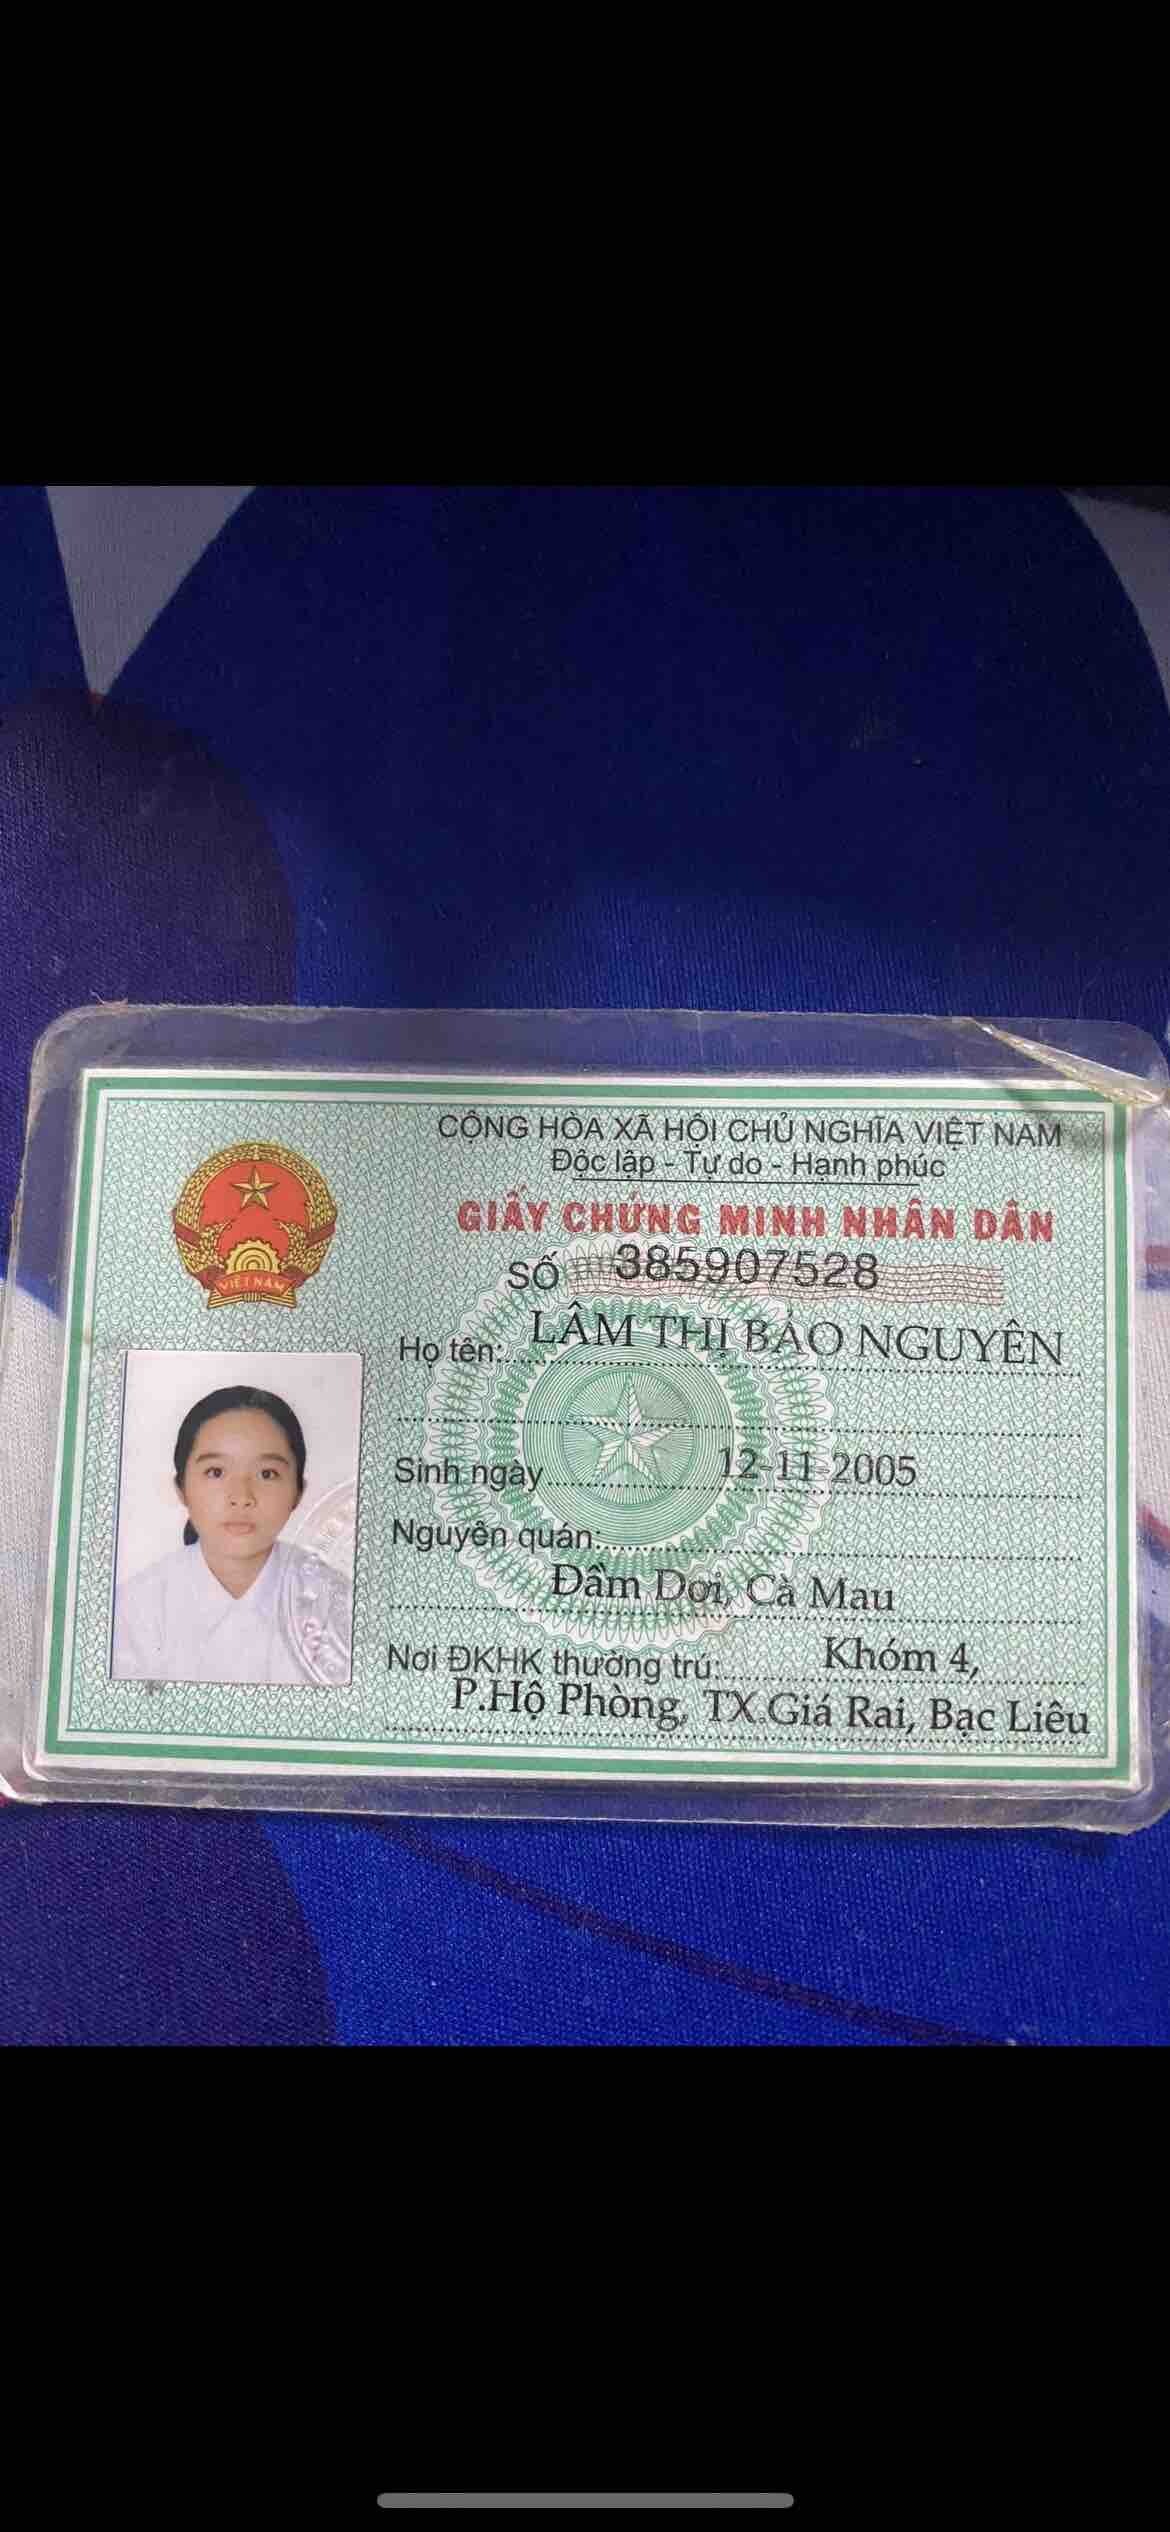 CỘNG HÒA XÃ HỘI CHỦ NGHĨA VIỆT NAM
Độc lập - Tự do - Hạnh phúc
GIẤY CHỨNG MINH NHÂN DÂN
SỐ 385907528
Họ tên: LÂM THỊ BẢO NGUYÊN
Sinh ngày 12-11-2005
Nguyên quán:
Đầm Dơi, Cà Mau
Nơi ĐKHK thường trú: Khóm 4,
P.Hộ Phòng, TX.Giá Rai, Bạc Liêu
VIỆT NAM